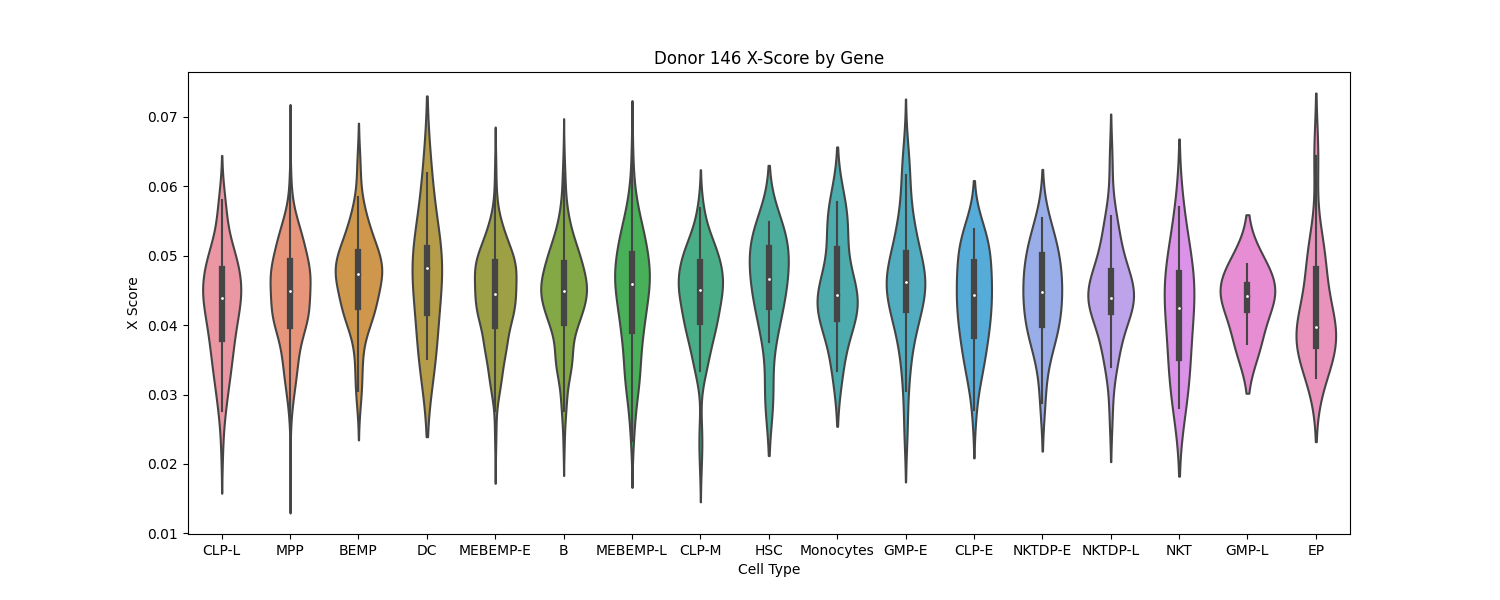 Donor 146 X-Score by Gene
0.07
0.06
0.05
0.04
0.03
0.02
0.01
X Score
CLP-L MPP BEMP DC MEBEMP-E B MEBEMP-L CLP-M HSC Monocytes GMP-E CLP-E NKTDP-E NKTDP-L NKT GMP-L EP
Cell Type